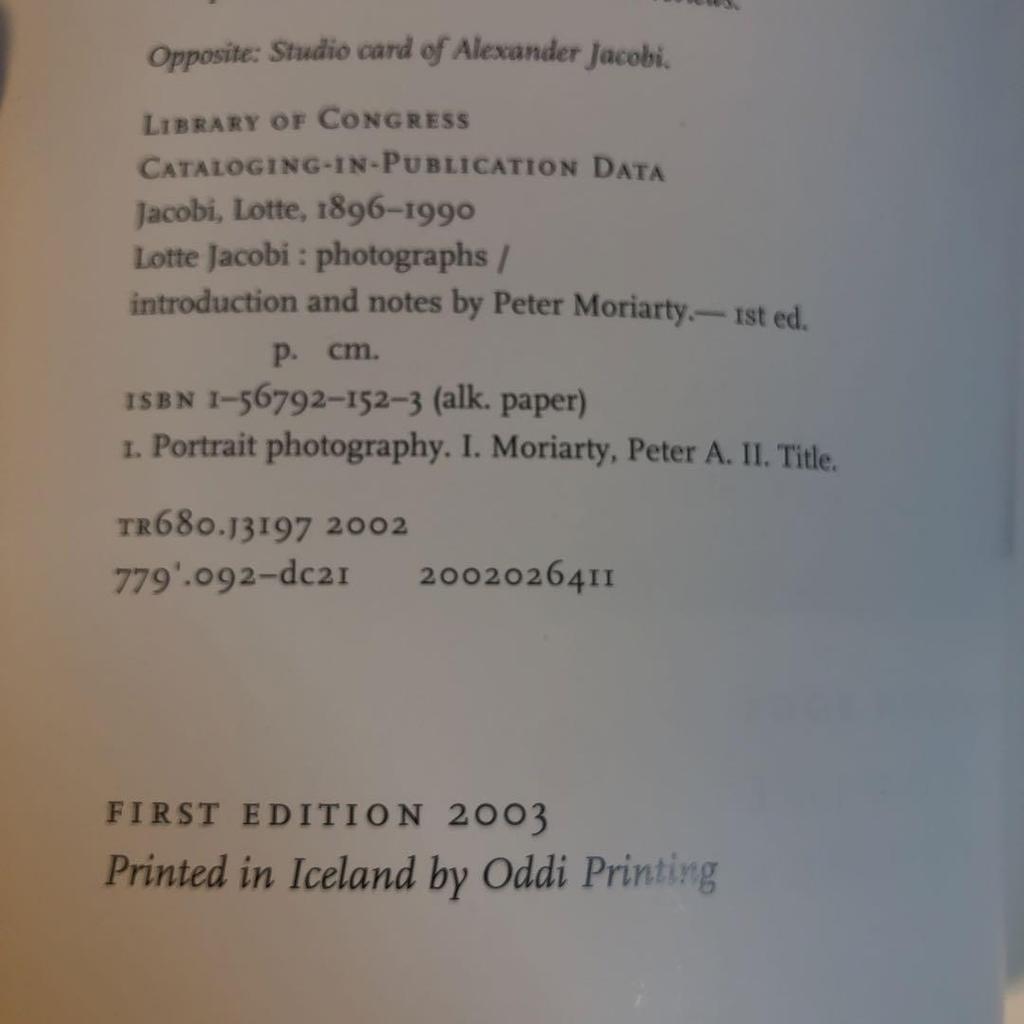 Opposite: Studio card of Alexander Jacobi.
LIBRARY OF CONGRESS
CATALOGING-IN-PUBLICATION DATA
Jacobi, Lotte, 1896–1990
Lotte Jacobi : photographs /
introduction and notes by Peter Moriarty.— 1st ed.
p. cm.
ISBN 1–56792–152–3 (alk. paper)
1. Portrait photography. I. Moriarty, Peter A. II. Title.
TR680.J3197 2002
779'.092–dc21 2002026411
FIRST EDITION 2003
Printed in Iceland by Oddi Printing